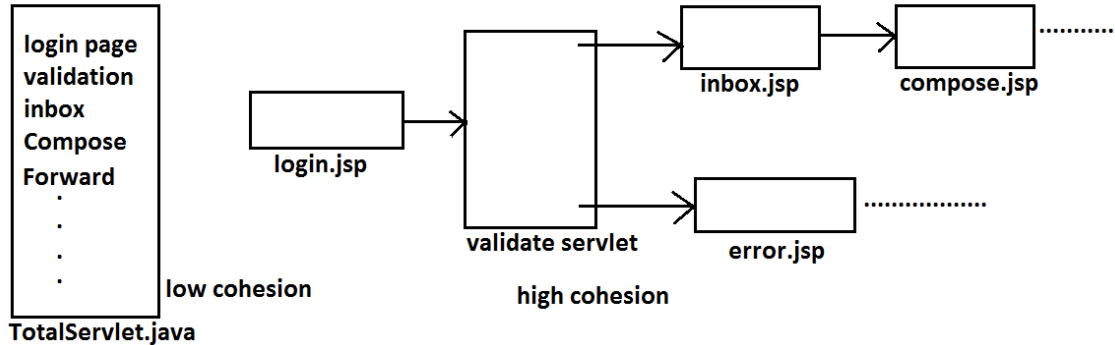 login page
validation
inbox
Compose
Forward
.
.
.
.
low cohesion
TotalServlet.java
login.jsp
validate servlet
high cohesion
inbox.jsp
compose.jsp
...........
error.jsp
..................